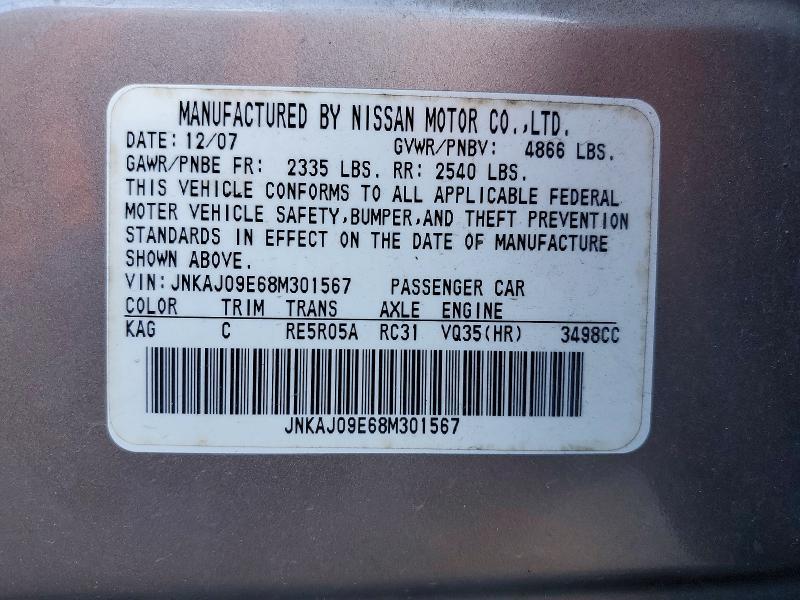 MANUFACTURED BY NISSAN MOTOR CO.,LTD.
DATE: 12/07 GVWR/PNBV: 4866 LBS.
GAWR/PNBE FR: 2335 LBS. RR: 2540 LBS.
THIS VEHICLE CONFORMS TO ALL APPLICABLE FEDERAL
MOTER VEHICLE SAFETY,BUMPER,AND THEFT PREVENTION
STANDARDS IN EFFECT ON THE DATE OF MANUFACTURE
SHOWN ABOVE.
VIN: JNKAJ09E68M301567 PASSENGER CAR
COLOR TRIM TRANS AXLE ENGINE
KAG C RE5R05A RC31 VQ35(HR) 3498CC
JNKAJ09E68M301567